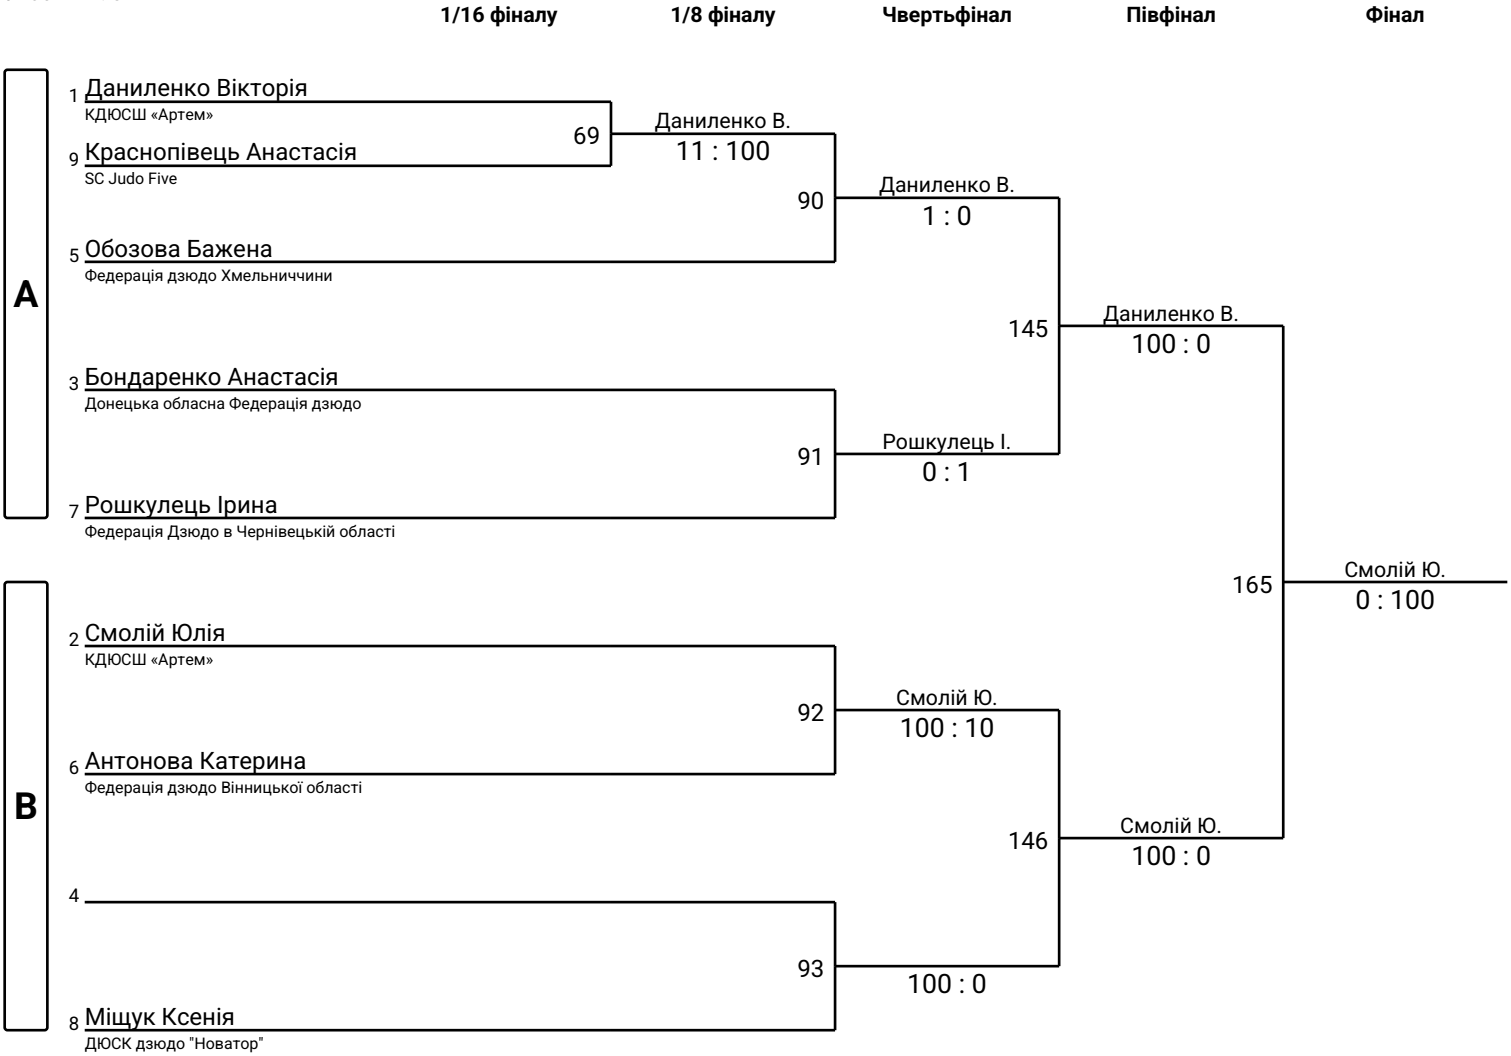 1/16 фіналу 1/8 фіналу Чвертьфінал Півфінал Фінал
A
1 Даниленко Вікторія
КДЮСШ «Артем»
69
9 Краснопівець Анастасія
SC Judo Five
Даниленко В.
11 : 100
90
5 Обозова Бажена
Федерація дзюдо Хмельниччини
Даниленко В.
1 : 0
145
3 Бондаренко Анастасія
Донецька обласна Федерація дзюдо
91
7 Рошкулець Ірина
Федерація Дзюдо в Чернівецькій області
Рошкулець І.
0 : 1
Даниленко В.
100 : 0
165
Смолій Ю.
0 : 100
B
2 Смолій Юлія
КДЮСШ «Артем»
92
6 Антонова Катерина
Федерація дзюдо Вінницької області
Смолій Ю.
100 : 10
146
Смолій Ю.
100 : 0
4
93
100 : 0
8 Міщук Ксенія
ДЮСК дзюдо "Новатор"